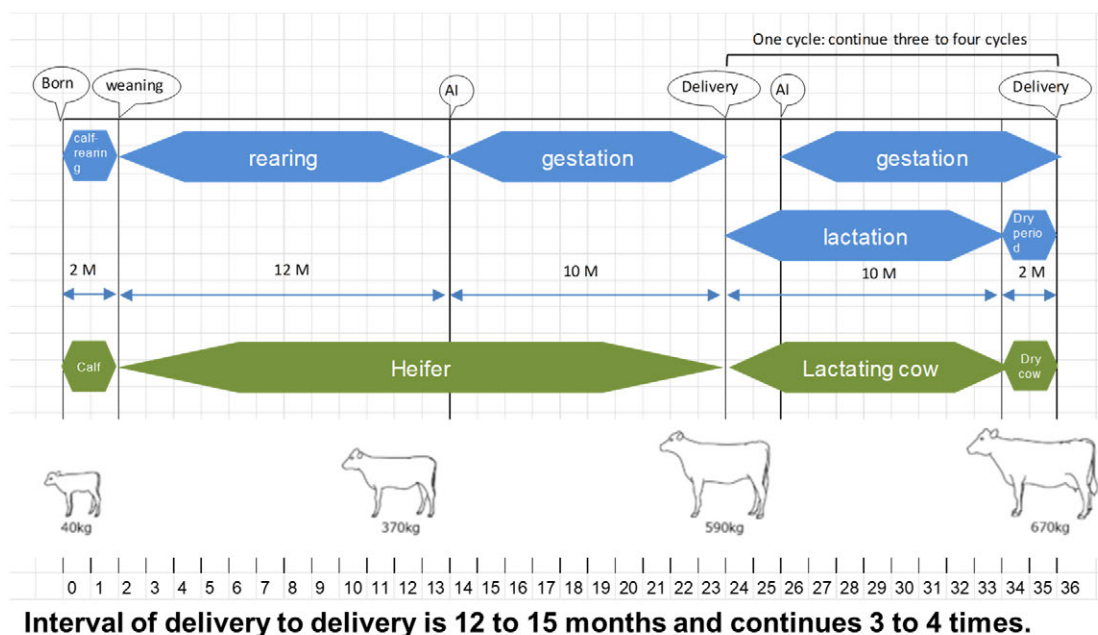 One cycle: continue three to four cycles
Born
weaning
AI
Delivery
AI
Delivery
calf-
rearin
g
rearing
gestation
gestation
lactation
Dry
perio
d
2 M
12 M
10 M
10 M
2 M
Calf
Heifer
Lactating cow
Dry
cow
40kg
370kg
590kg
670kg
0 1 2 3 4 5 6 7 8 9 10 11 12 13 14 15 16 17 18 19 20 21 22 23 24 25 26 27 28 29 30 31 32 33 34 35 36
Interval of delivery to delivery is 12 to 15 months and continues 3 to 4 times.